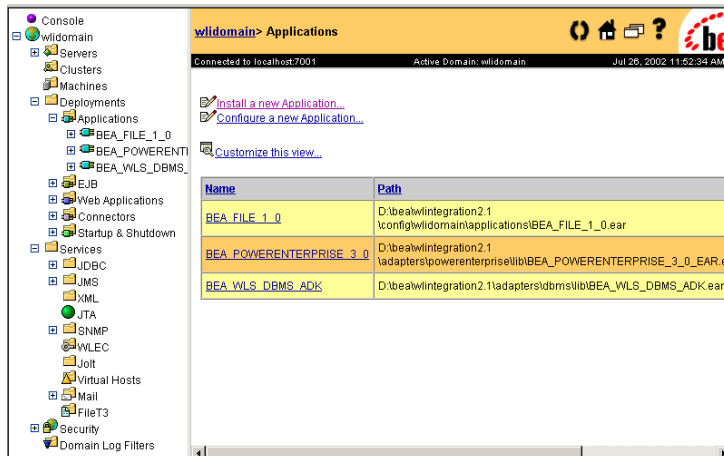 Console
wlidomain
Servers
Clusters
Machines
Deployments
Applications
BEA_FILE_1_0
BEA_POWERENTI
BEA_WLS_DBMS_
EJB
Web Applications
Connectors
Startup & Shutdown
Services
JDBC
JMS
XML
JTA
SNMP
WLEC
Jolt
Virtual Hosts
Mail
FileT3
Security
Domain Log Filters
wlidomain> Applications
?
be
Connected to localhost:7001 Active Domain: wlidomain Jul 26, 2002 11:52:34 AM
Install a new Application...
Configure a new Application...
Customize this view...
Name Path
BEA_FILE_1_0 D:\bea\wlintegration2.1
\config\wlidomain\applications\BEA_FILE_1_0.ear
BEA_POWERENTERPRISE_3_0 D:\bea\wlintegration2.1
\adapters\powerenterprise\lib\BEA_POWERENTERPRISE_3_0_EAR.e
BEA_WLS_DBMS_ADK D:\bea\wlintegration2.1\adapters\dbms\lib\BEA_WLS_DBMS_ADK.ear